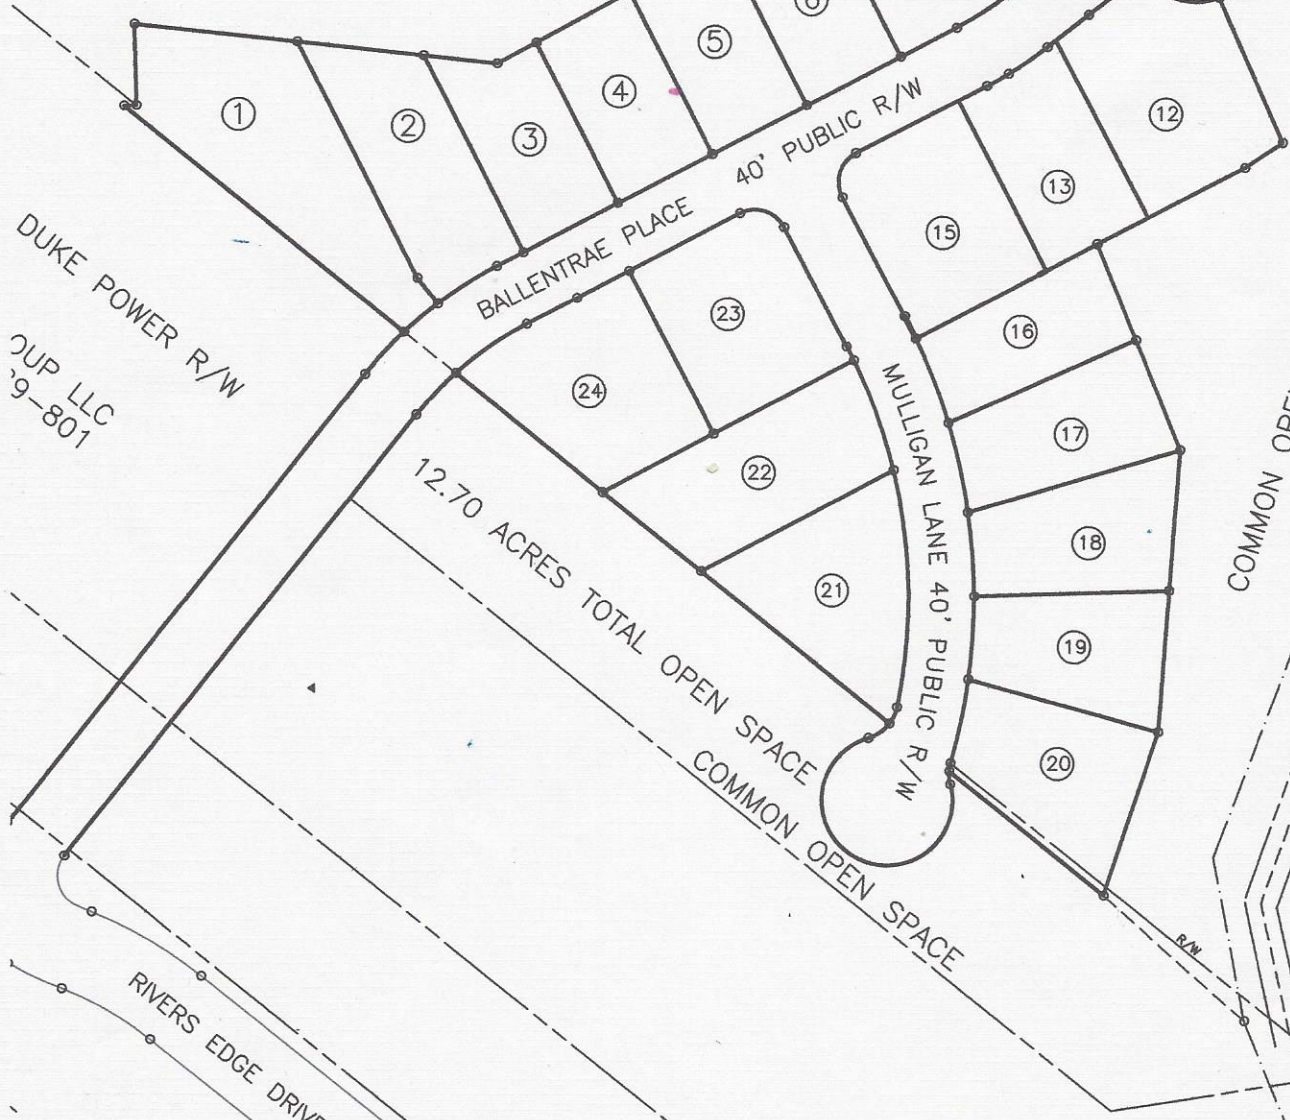 6
5
4
3
2
1
12
13
15
40' PUBLIC R/W
BALLENTRAE PLACE
DUKE POWER R/W
OUP LLC
9-801
23
24
22
21
16
17
18
19
20
MULLIGAN LANE 40' PUBLIC R/W
12.70 ACRES TOTAL OPEN SPACE
COMMON OPEN SPACE
COMMON
R/W
RIVERS EDGE DRIVE